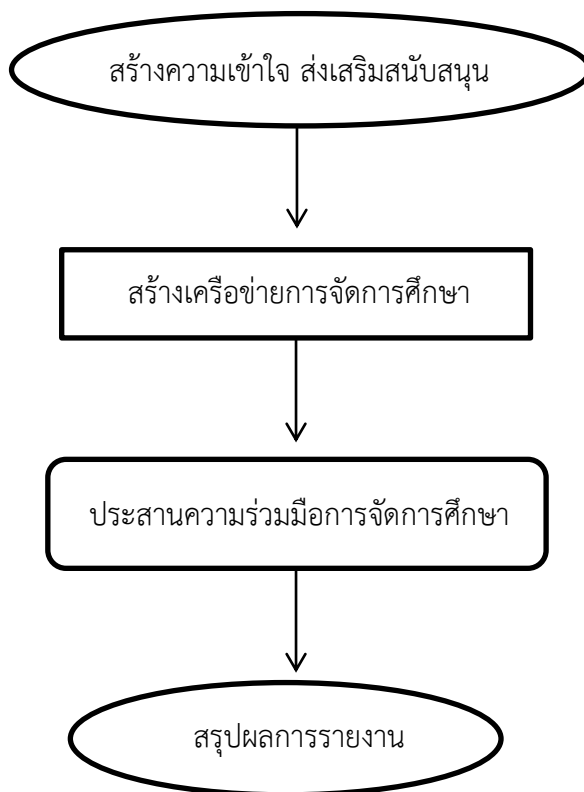 สร้างความเข้าใจ ส่งเสริมสนับสนุน
สร้างเครือข่ายการจัดการศึกษา
ประสานความร่วมมือการจัดการศึกษา
สรุปผลการรายงาน